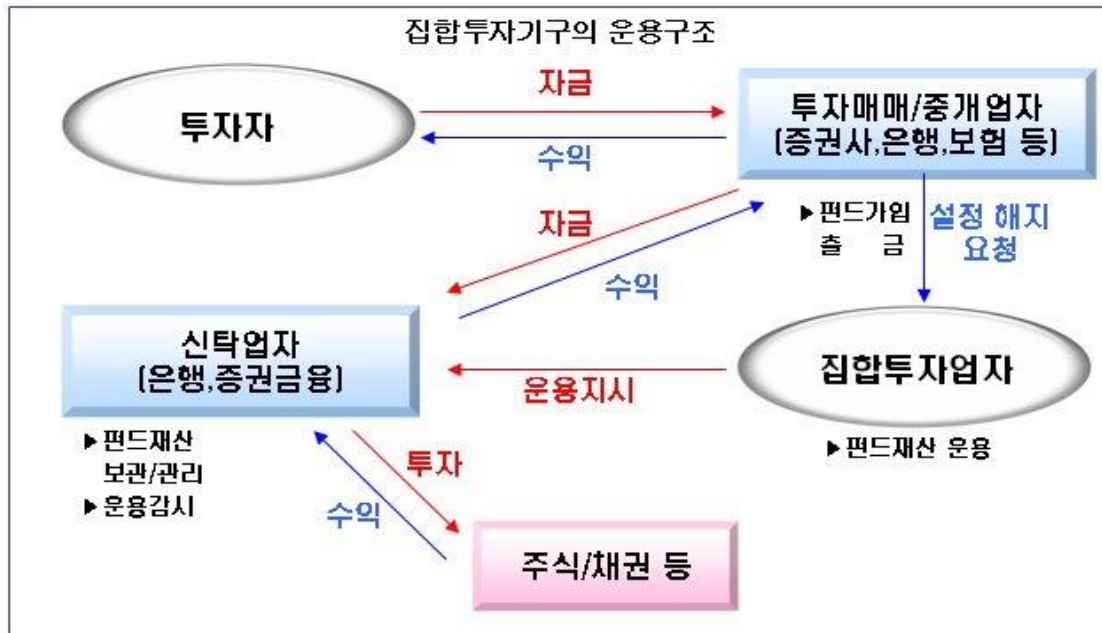 집합투자기구의 운용구조
투자자
자금
수익
투자매매/중개업자
(증권사,은행,보험 등)
자금
수익
▶펀드가입
출 금
설정 해지
요청
신탁업자
(은행,증권금융)
운용지시
집합투자업자
▶펀드재산
보관/관리
▶운용감시
▶펀드재산 운용
투자
수익
주식/채권 등